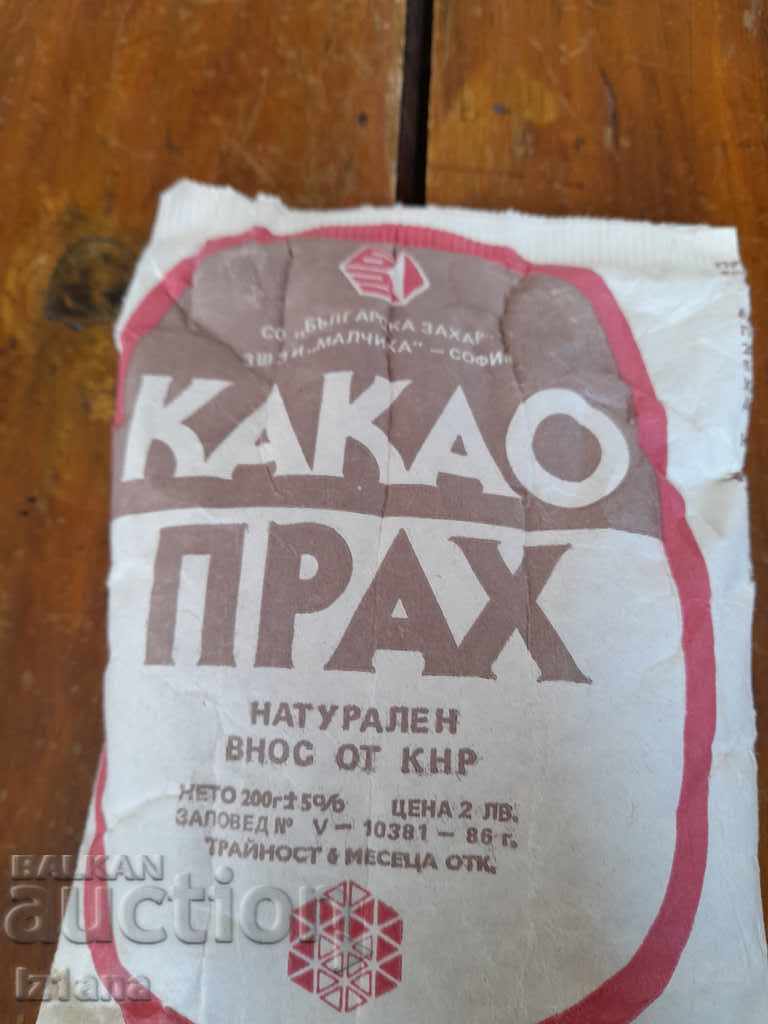 СО „БЪЛГАРСКА ЗАХАР"
„МАЛЧИКА" – СОФИЯ
КАКАО
ПРАХ
НАТУРАЛЕН
ВНОС ОТ КНР
НЕТО 200г±5% ЦЕНА 2 ЛВ.
ЗАПОВЕД № V – 10381 – 86 г.
ТРАЙНОСТ 6 МЕСЕЦА ОТК.
BALKAN
auction
izlana